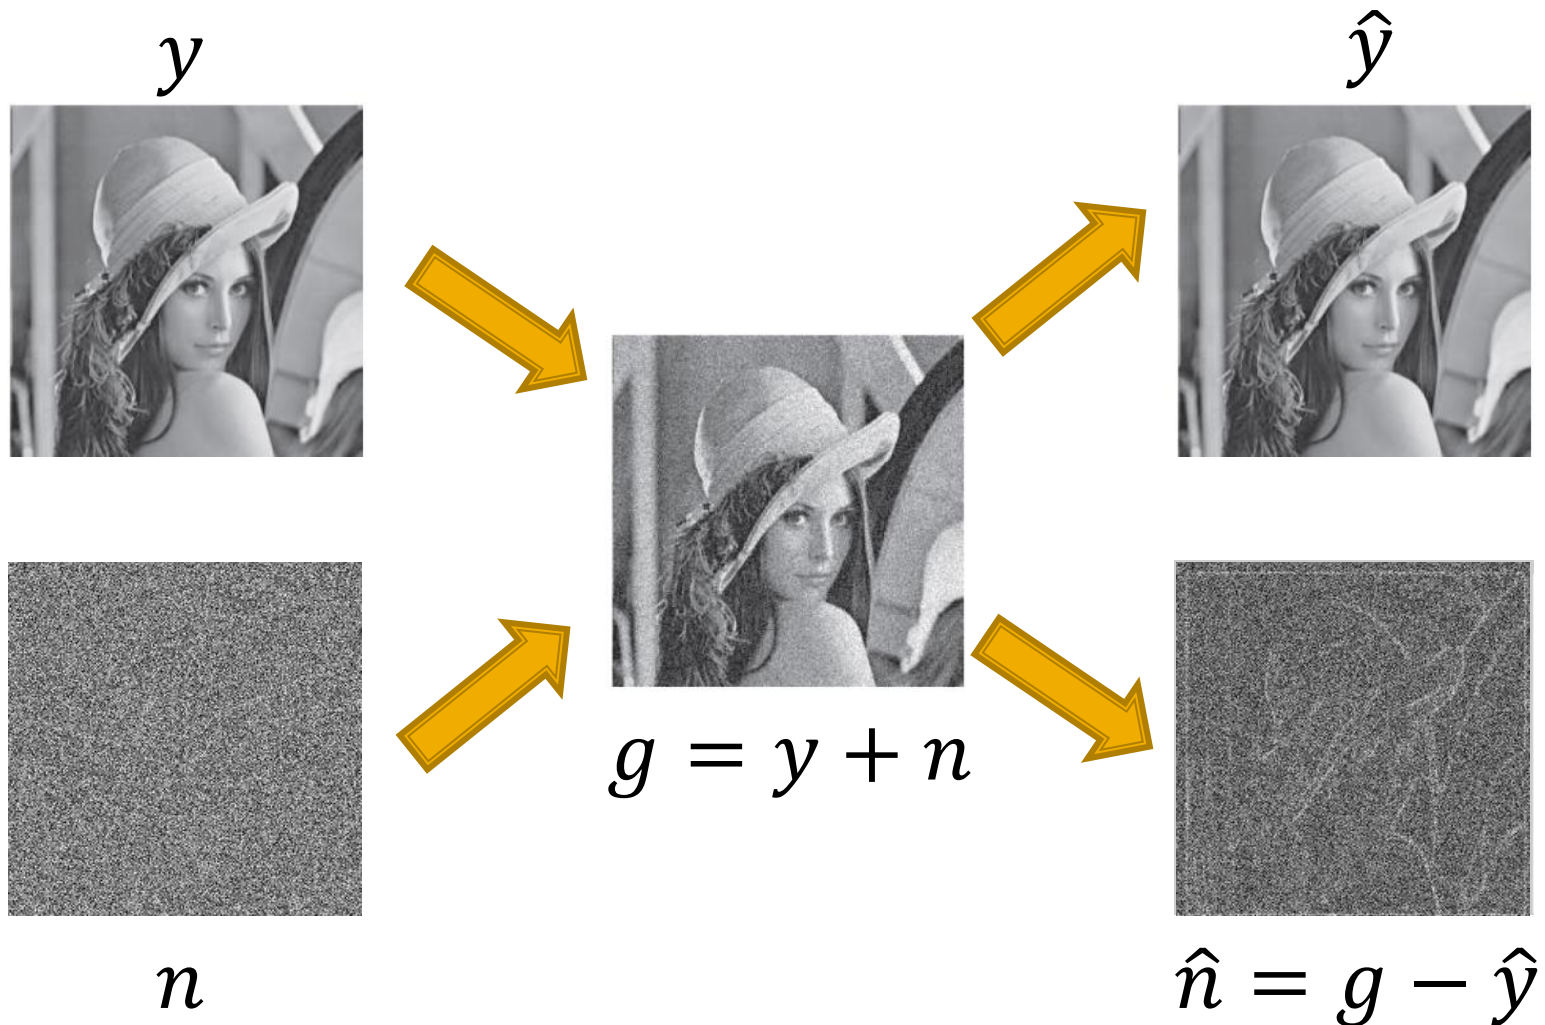 y
ŷ
g = y + n
n
n̂ = g − ŷ